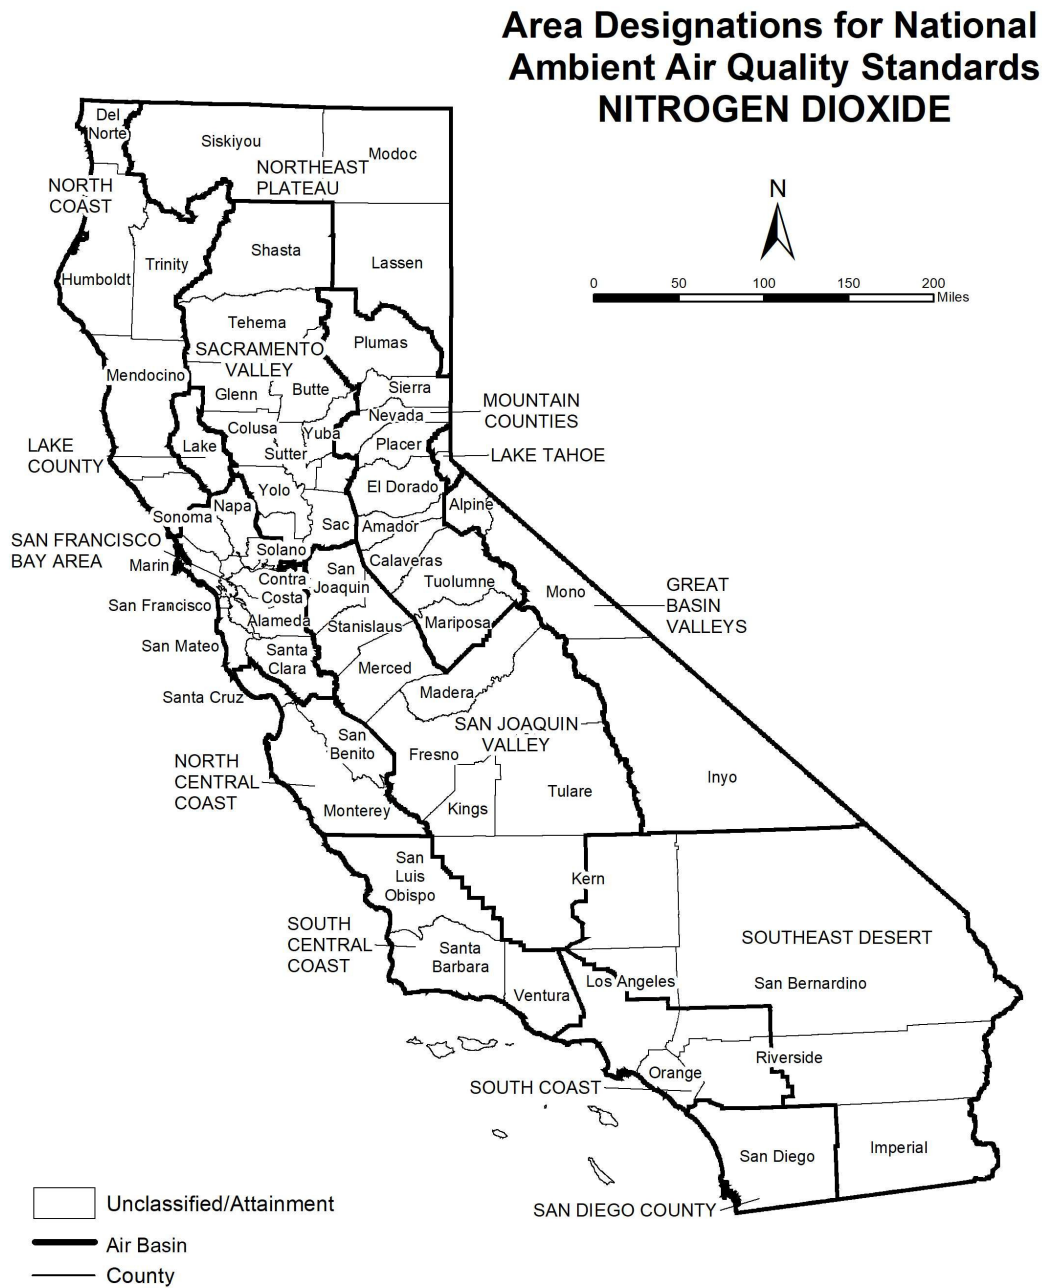 Area Designations for National
Ambient Air Quality Standards
NITROGEN DIOXIDE
Del
Norte
Siskiyou
Modoc
NORTHEAST
PLATEAU
NORTH
COAST
N
Shasta
Trinity
Lassen
Humboldt
0 50 100 150 200
Miles
Tehema
Plumas
SACRAMENTO
VALLEY
Mendocino
Glenn
Butte
Sierra
MOUNTAIN
COUNTIES
Nevada
Colusa
Yuba
LAKE
COUNTY
Lake
Sutter
Placer
LAKE TAHOE
Yolo
El Dorado
Napa
Alpine
Sonoma
Sac
Amador
SAN FRANCISCO
BAY AREA
Solano
Marin
Calaveras
San
Joaquin
Contra
Costa
Tuolumne
Mono
GREAT
BASIN
VALLEYS
San Francisco
Alameda
Stanislaus
Mariposa
San Mateo
Santa
Clara
Merced
Santa Cruz
Madera
SAN JOAQUIN
VALLEY
San
Benito
Fresno
NORTH
CENTRAL
COAST
Inyo
Tulare
Monterey
Kings
San
Luis
Obispo
Kern
SOUTH
CENTRAL
COAST
Santa
Barbara
SOUTHEAST DESERT
Los Angeles
San Bernardino
Ventura
Riverside
Orange
SOUTH COAST
San Diego
Imperial
SAN DIEGO COUNTY
Unclassified/Attainment
Air Basin
County